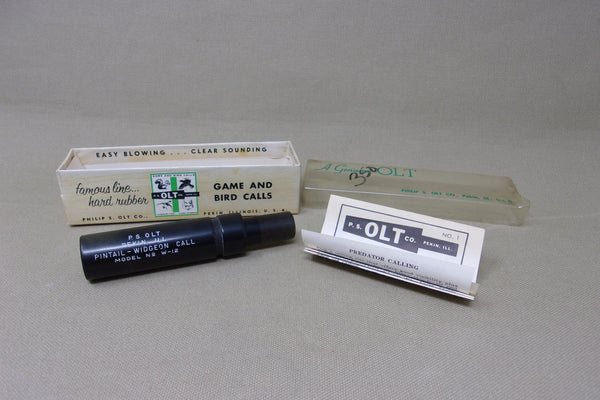 EASY BLOWING... CLEAR SOUNDING
famous line...
hard rubber
OLT
GAME AND
BIRD CALLS
PHILIP S. OLT CO.,
PEKIN, ILLINOIS, U.S.A.
A Genuine OLT
PHILIP S. OLT CO., PEKIN, ILL., U.S.A.
P.S. OLT
PEKIN, ILL.
PINTAIL-WIDGEON CALL
MODEL NO W-12
P.S. OLT CO. PEKIN, ILL.
NO. 1
PREDATOR CALLING